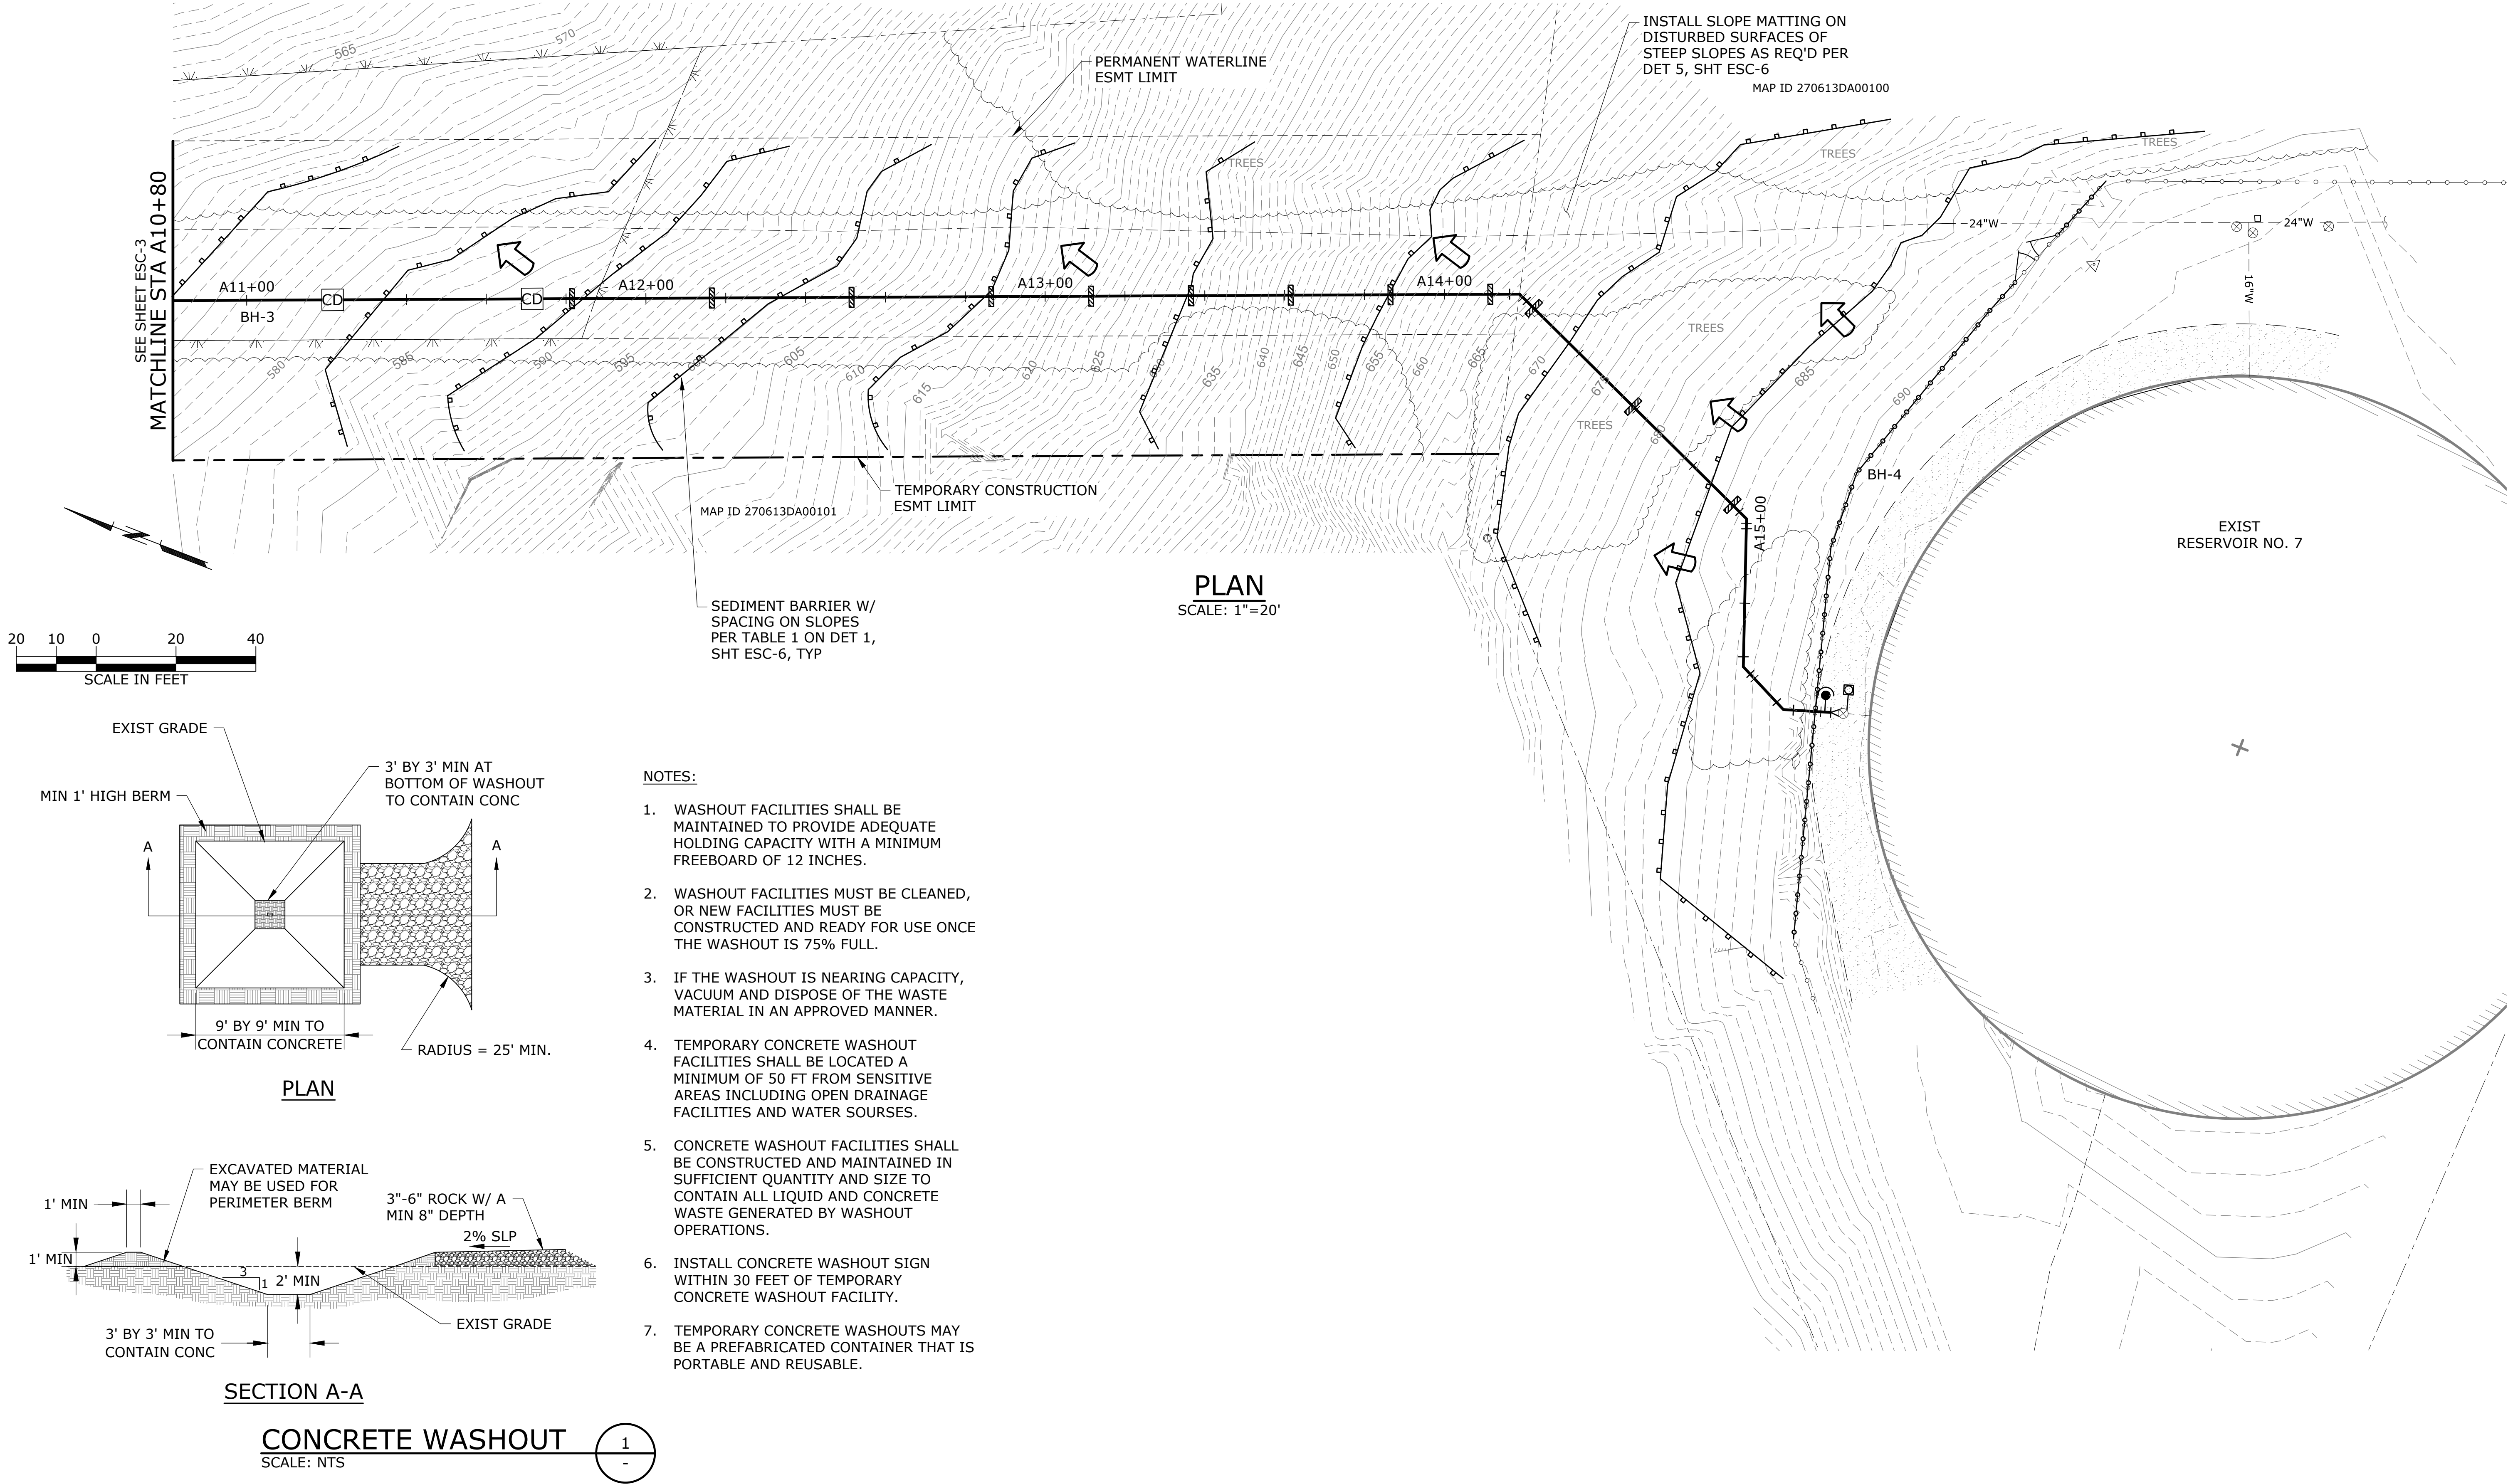 INSTALL SLOPE MATTING ON
DISTURBED SURFACES OF
STEEP SLOPES AS REQ'D PER
DET 5, SHT ESC-6
MAP ID 270613DA00100
PERMANENT WATERLINE
ESMT LIMIT
565
570
TREES
TREES
TREES
SEE SHEET ESC-3
MATCHLINE STA A10+80
A11+00
BH-3
CD
CD
A12+00
A13+00
A14+00
24"W
24"W
16"W
TREES
TREES
580
585
590
595
605
610
615
620
625
635
640
645
650
655
660
665
670
680
685
690
BH-4
A15+00
EXIST
RESERVOIR NO. 7
TEMPORARY CONSTRUCTION
ESMT LIMIT
MAP ID 270613DA00101
SEDIMENT BARRIER W/
SPACING ON SLOPES
PER TABLE 1 ON DET 1,
SHT ESC-6, TYP
PLAN
SCALE: 1"=20'
20 10 0 20 40
SCALE IN FEET
EXIST GRADE
MIN 1' HIGH BERM
3' BY 3' MIN AT
BOTTOM OF WASHOUT
TO CONTAIN CONC
A
A
9' BY 9' MIN TO
CONTAIN CONCRETE
RADIUS = 25' MIN.
PLAN
EXCAVATED MATERIAL
MAY BE USED FOR
PERIMETER BERM
1' MIN
1' MIN
3"-6" ROCK W/ A
MIN 8" DEPTH
2% SLP
3
1
2' MIN
3' BY 3' MIN TO
CONTAIN CONC
EXIST GRADE
SECTION A-A
CONCRETE WASHOUT
SCALE: NTS
1
-
NOTES:
1. WASHOUT FACILITIES SHALL BE
MAINTAINED TO PROVIDE ADEQUATE
HOLDING CAPACITY WITH A MINIMUM
FREEBOARD OF 12 INCHES.
2. WASHOUT FACILITIES MUST BE CLEANED,
OR NEW FACILITIES MUST BE
CONSTRUCTED AND READY FOR USE ONCE
THE WASHOUT IS 75% FULL.
3. IF THE WASHOUT IS NEARING CAPACITY,
VACUUM AND DISPOSE OF THE WASTE
MATERIAL IN AN APPROVED MANNER.
4. TEMPORARY CONCRETE WASHOUT
FACILITIES SHALL BE LOCATED A
MINIMUM OF 50 FT FROM SENSITIVE
AREAS INCLUDING OPEN DRAINAGE
FACILITIES AND WATER SOURSES.
5. CONCRETE WASHOUT FACILITIES SHALL
BE CONSTRUCTED AND MAINTAINED IN
SUFFICIENT QUANTITY AND SIZE TO
CONTAIN ALL LIQUID AND CONCRETE
WASTE GENERATED BY WASHOUT
OPERATIONS.
6. INSTALL CONCRETE WASHOUT SIGN
WITHIN 30 FEET OF TEMPORARY
CONCRETE WASHOUT FACILITY.
7. TEMPORARY CONCRETE WASHOUTS MAY
BE A PREFABRICATED CONTAINER THAT IS
PORTABLE AND REUSABLE.